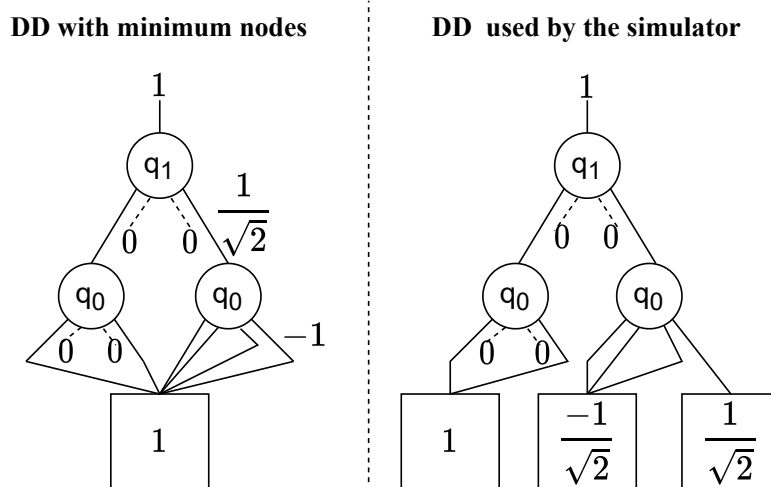 DD with minimum nodes
DD used by the simulator
1
q1
1
√2
0 0
q0
q0
−1
0 0
1
1
q1
0 0
q0
q0
0 0
1
−1
√2
1
√2